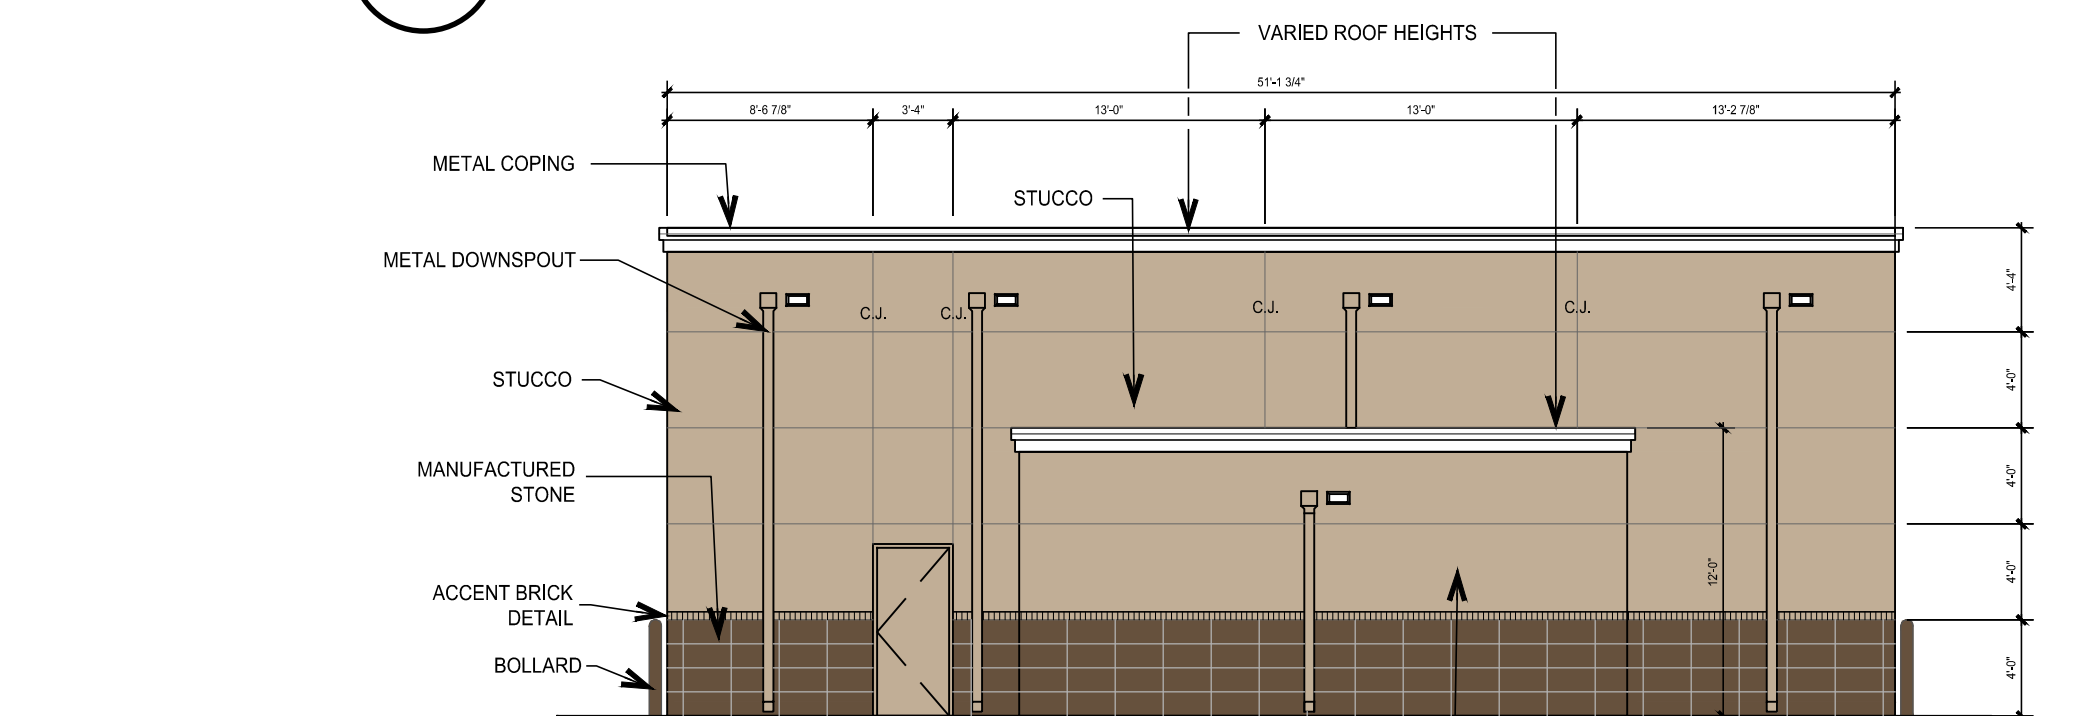 VARIED ROOF HEIGHTS
51'-1 3/4"
8'-6 7/8" 3'-4" 13'-0" 13'-0" 13'-2 7/8"
METAL COPING
STUCCO
METAL DOWNSPOUT
4'-4"
C.J. C.J. C.J. C.J.
STUCCO
4'-0"
MANUFACTURED
STONE
4'-0"
12'-0"
4'-0"
ACCENT BRICK
DETAIL
BOLLARD
4'-0"